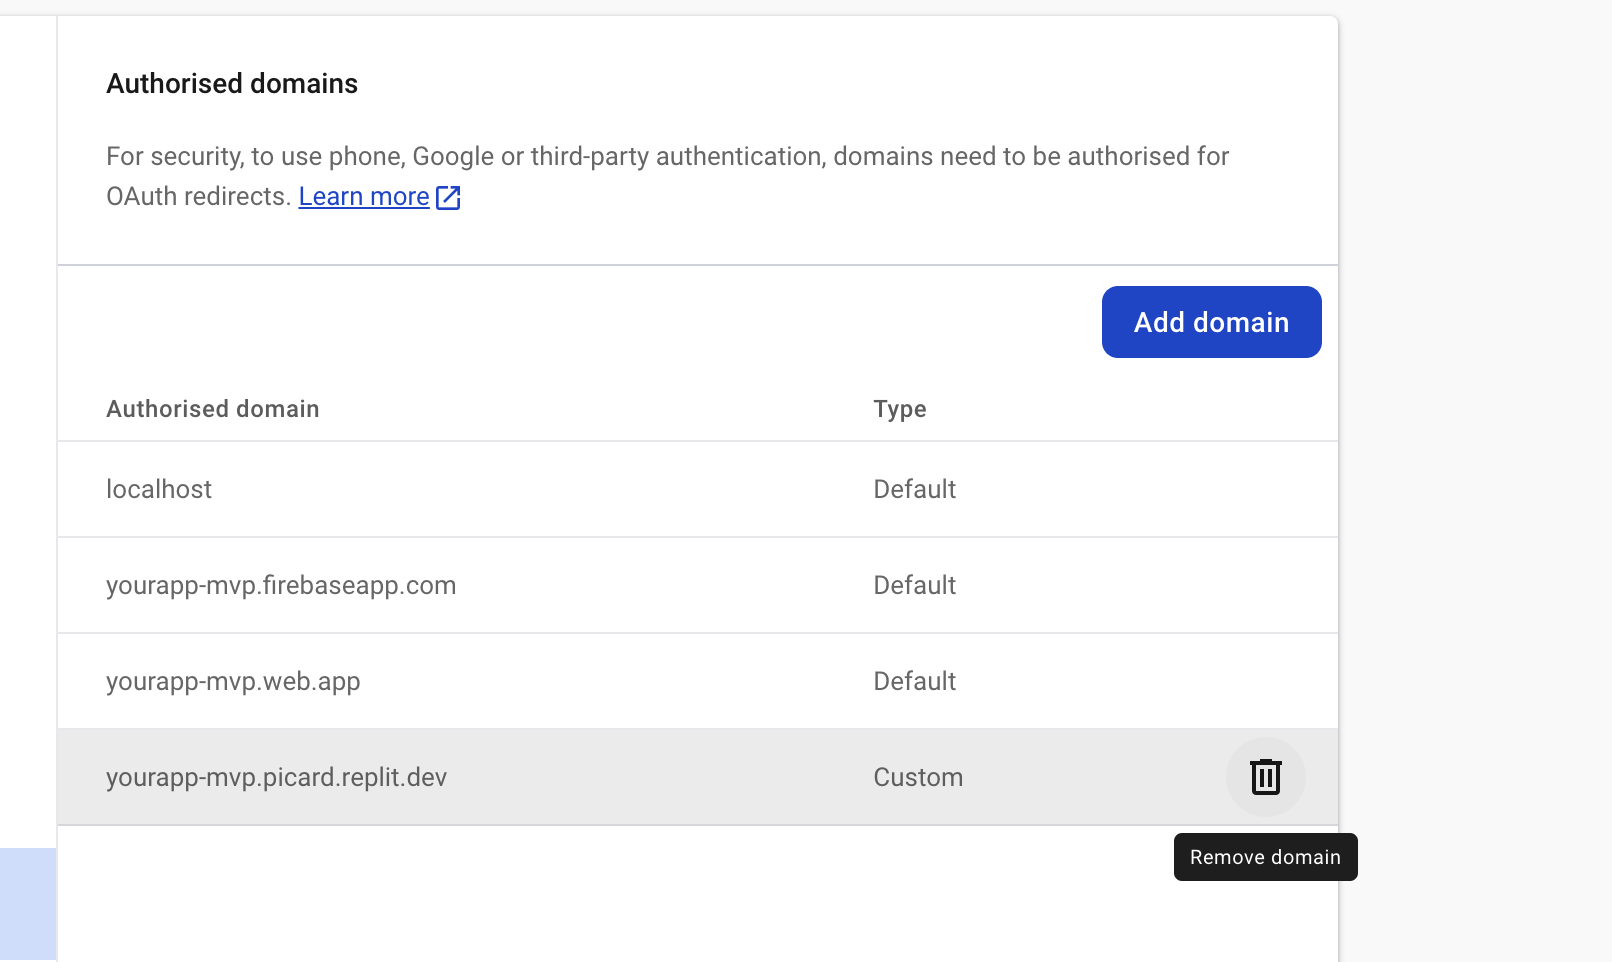 Authorised domains
For security, to use phone, Google or third-party authentication, domains need to be authorised for
OAuth redirects. Learn more
Add domain
Authorised domain Type
localhost Default
yourapp-mvp.firebaseapp.com Default
yourapp-mvp.web.app Default
yourapp-mvp.picard.replit.dev Custom
Remove domain